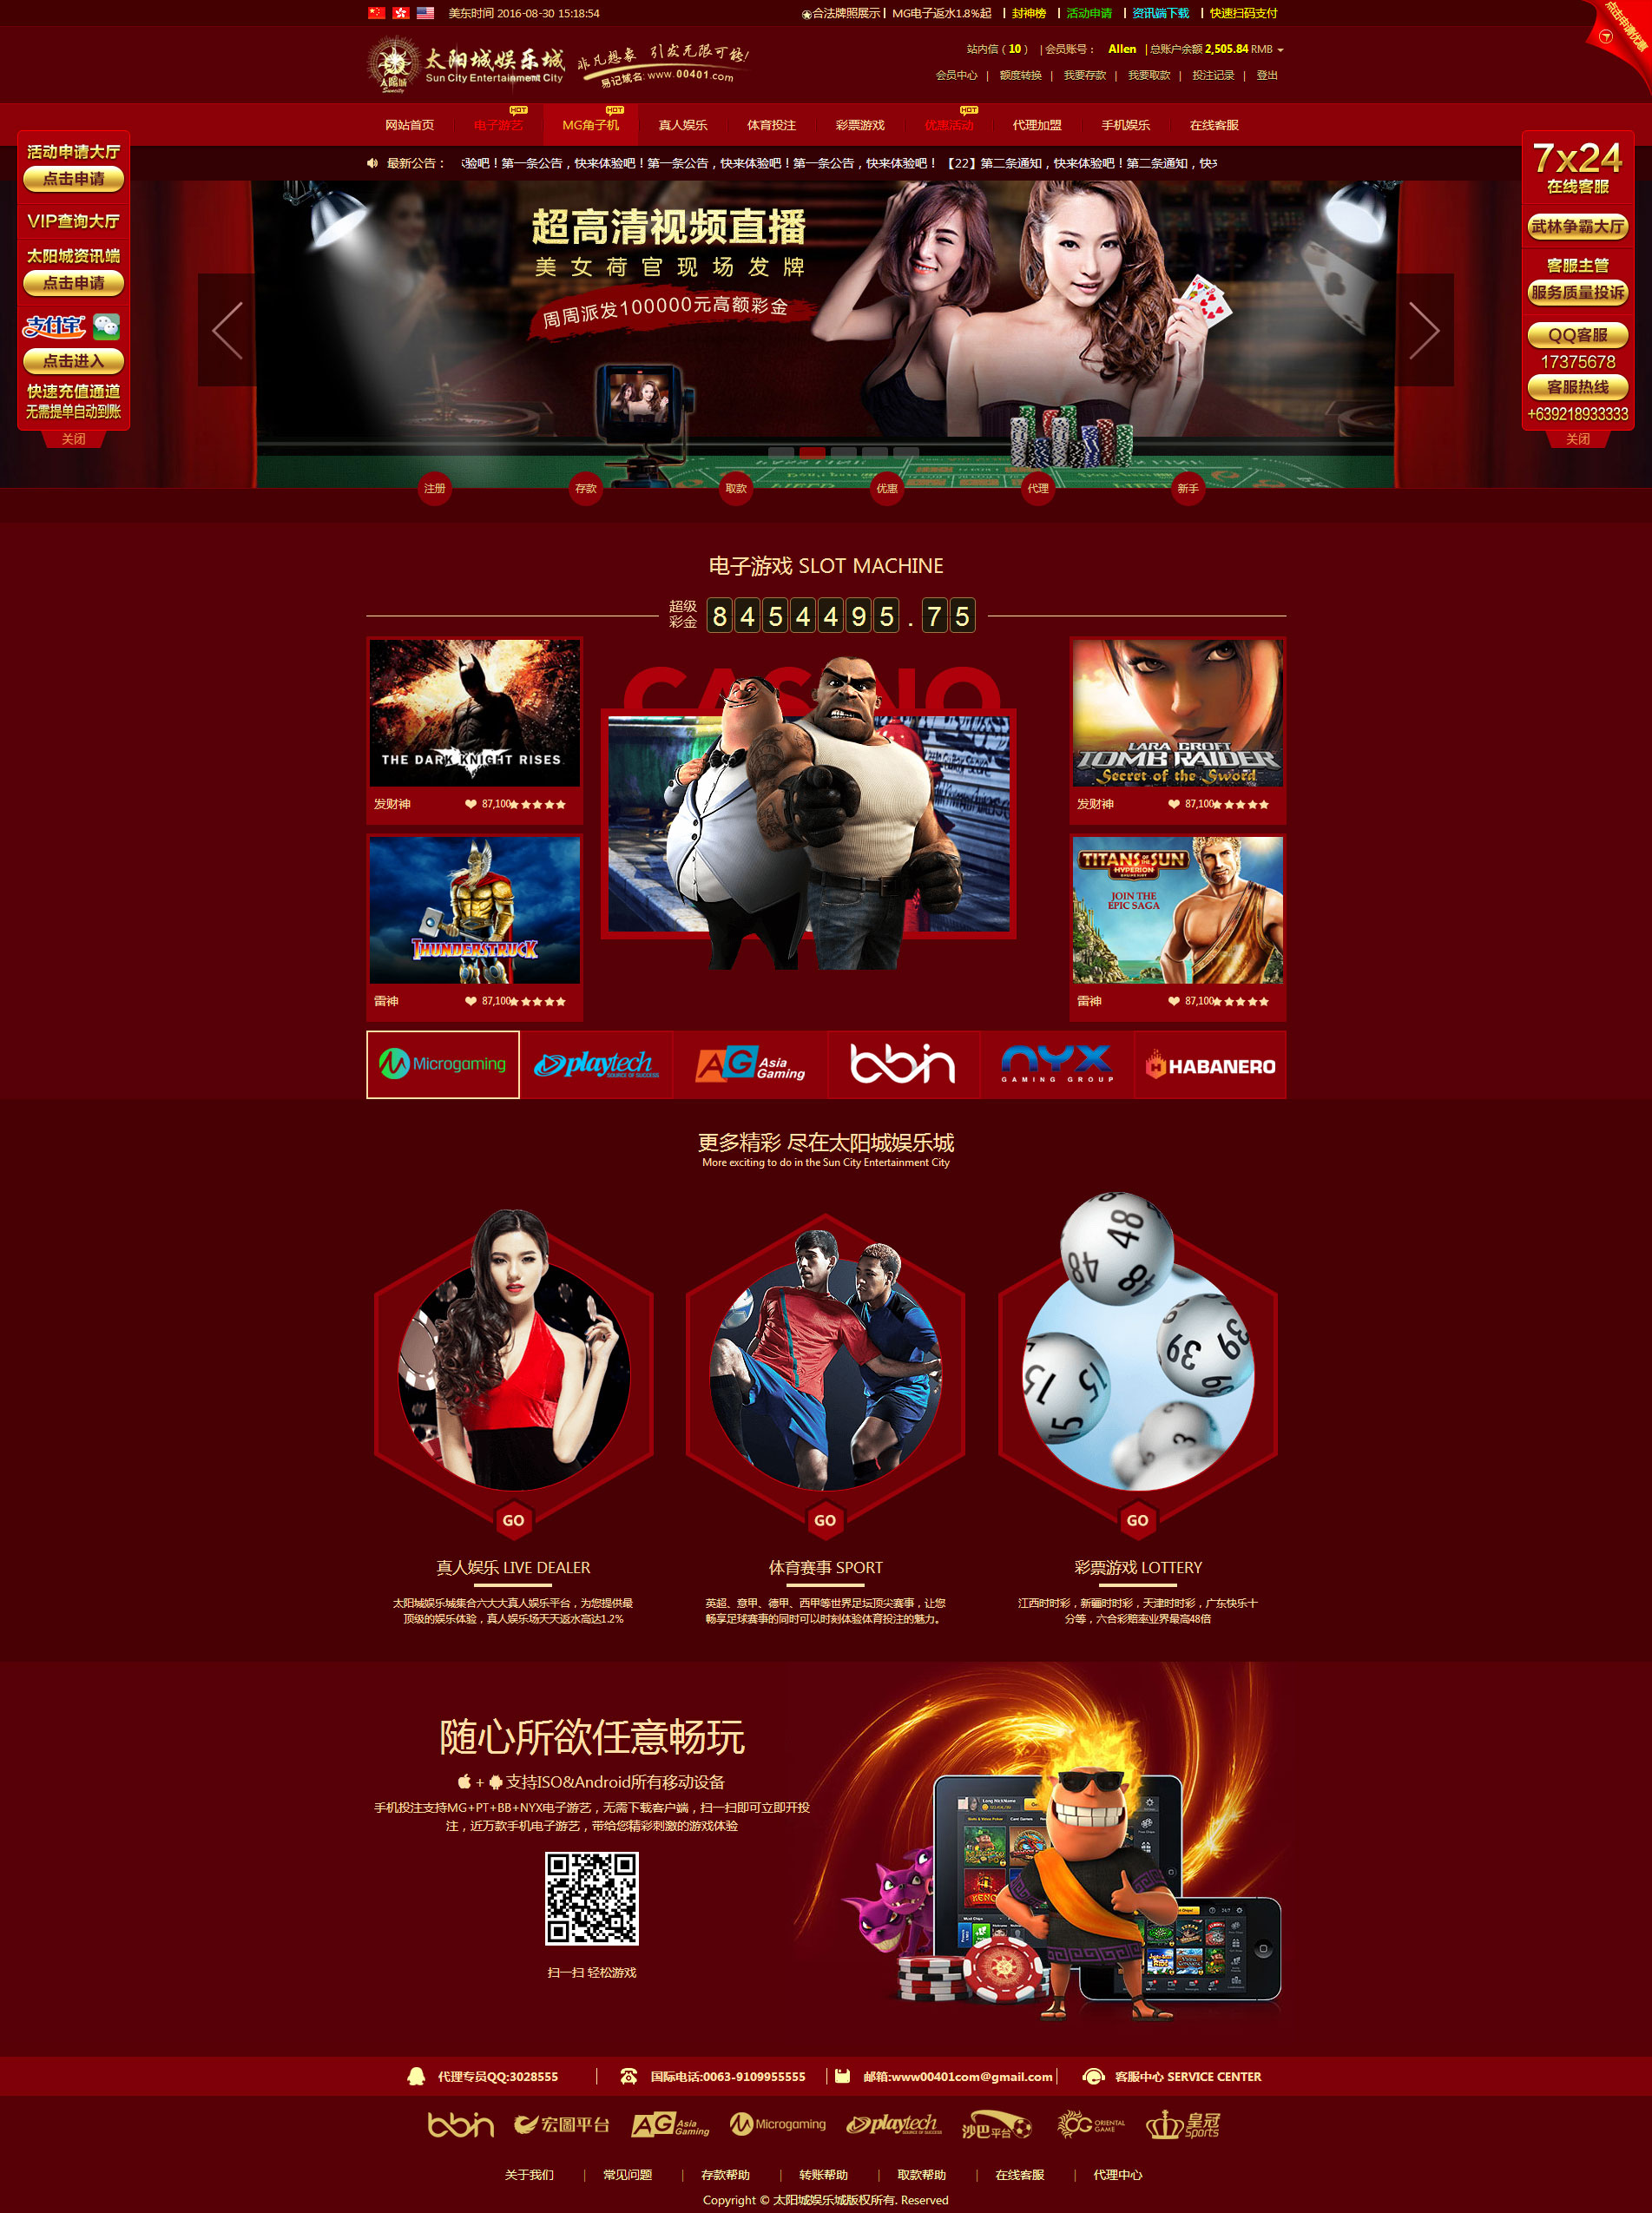 美东时间 2016-08-30 15:18:54
合法牌照展示 | MG电子返水1.8%起 | 封神榜 | 活动申请 | 资讯端下载 | 快速扫码支付
点击申请优惠
太阳城娱乐城
Sun City Entertainment City
太陽城
Suncity
非凡想象 引发无限可能!
易记域名: www.00401.com
站内信 ( 10 ) | 会员账号: Allen | 总账户余额 2,505.84 RMB
会员中心 | 额度转换 | 我要存款 | 我要取款 | 投注记录 | 登出
网站首页 电子游艺 HOT MG角子机 HOT 真人娱乐 体育投注 彩票游戏 优惠活动 HOT 代理加盟 手机娱乐 在线客服
最新公告: 验吧!第一条公告,快来体验吧!第一条公告,快来体验吧!第一条公告,快来体验吧! 【22】第二条通知,快来体验吧!第二条通知,快
活动申请大厅
点击申请
VIP查询大厅
太阳城资讯端
点击申请
支付宝
点击进入
快速充值通道
无需提单自动到账
关闭
超高清视频直播
美女荷官现场发牌
周周派发100000元高额彩金
7x24
在线客服
武林争霸大厅
客服主管
服务质量投诉
QQ客服
17375678
客服热线
+639218933333
关闭
注册 存款 取款 优惠 代理 新手
电子游戏 SLOT MACHINE
超级彩金 8454495.75
CASINO
THE DARK KNIGHT RISES
发财神 87,100
LARA CROFT
TOMB RAIDER
Secret of the Sword
发财神 87,100
THUNDERSTRUCK
雷神 87,100
TITANS OF THE SUN
HYPERION
JOIN THE
EPIC SAGA
雷神 87,100
Microgaming
playtech
SOURCE OF SUCCESS
AG Asia Gaming
bbin
NYX
GAMING GROUP
HABANERO
更多精彩 尽在太阳城娱乐城
More exciting to do in the Sun City Entertainment City
48
48
48
39
39
69
15
15
15
GO
GO
GO
真人娱乐 LIVE DEALER
太阳城娱乐城集合六大大真人娱乐平台,为您提供最
顶级的娱乐体验,真人娱乐场天天返水高达1.2%
体育赛事 SPORT
英超、意甲、德甲、西甲等世界足坛顶尖赛事,让您
畅享足球赛事的同时可以时刻体验体育投注的魅力。
彩票游戏 LOTTERY
江西时时彩,新疆时时彩,天津时时彩,广东快乐十
分等,六合彩赔率业界最高48倍
随心所欲任意畅玩
+ 支持ISO&Android所有移动设备
手机投注支持MG+PT+BB+NYX电子游艺,无需下载客户端,扫一扫即可立即开投
注,近万款手机电子游艺,带给您精彩刺激的游戏体验
扫一扫 轻松游戏
KENO
代理专员QQ:3028555 | 国际电话:0063-9109955555 | 邮箱:www00401com@gmail.com | 客服中心 SERVICE CENTER
bbin 宏圖平台 AG Asia Gaming Microgaming playtech SOURCE OF SUCCESS 沙巴平台 OG ORIENTAL GAME 皇冠 Sports
关于我们 | 常见问题 | 存款帮助 | 转账帮助 | 取款帮助 | 在线客服 | 代理中心
Copyright © 太阳城娱乐城版权所有. Reserved